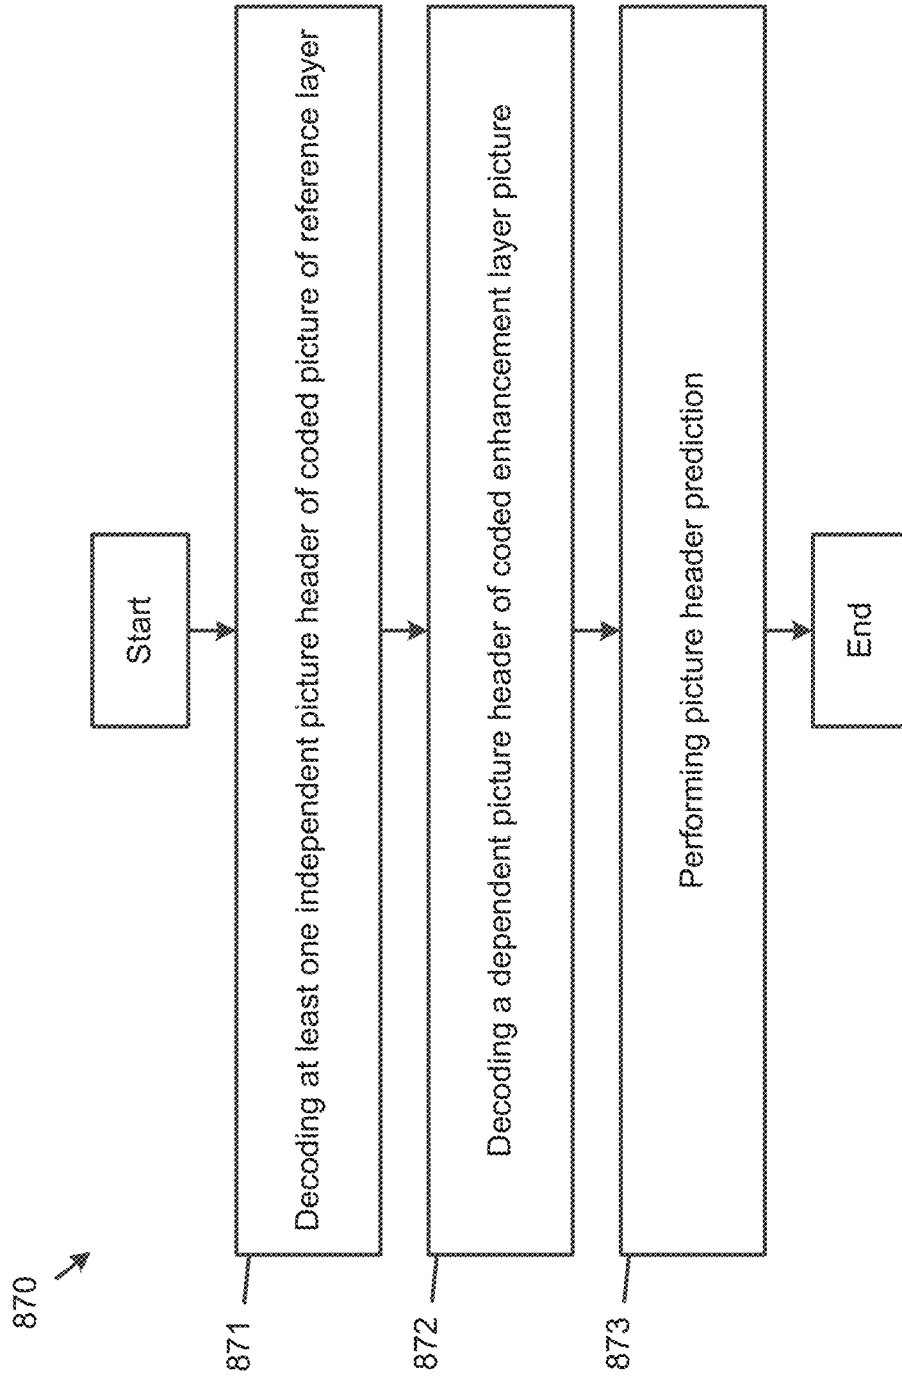 870
Start
871
Decoding at least one independent picture header of coded picture of reference layer
872
Decoding a dependent picture header of coded enhancement layer picture
873
Performing picture header prediction
End